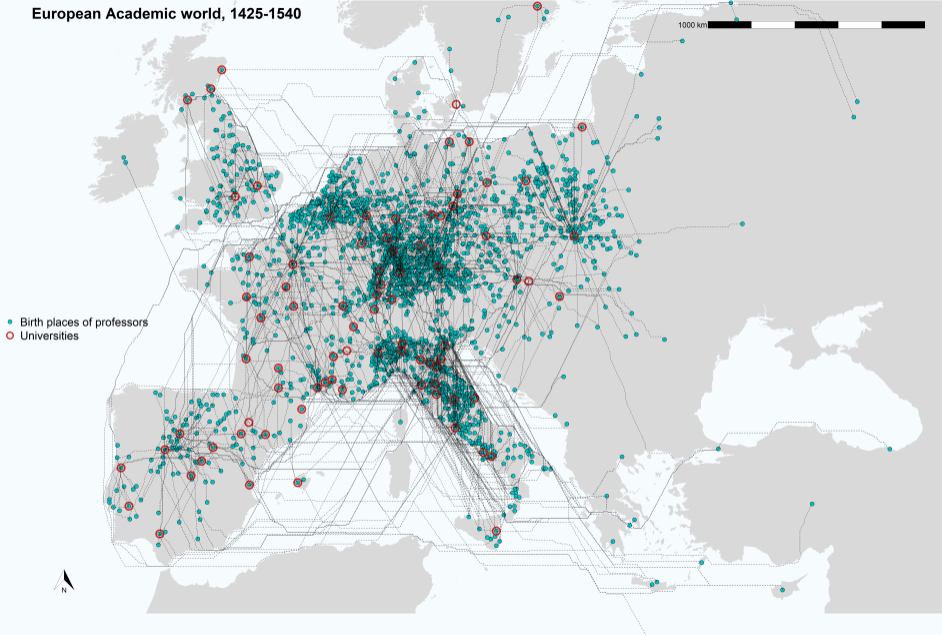 European Academic world, 1425-1540
1000 km
Birth places of professors
Universities
N